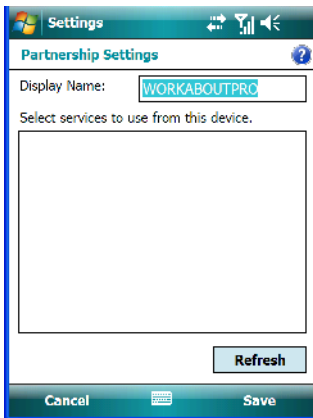 Settings
Partnership Settings
Display Name: WORKABOUTPRO
Select services to use from this device.
Refresh
Cancel Save